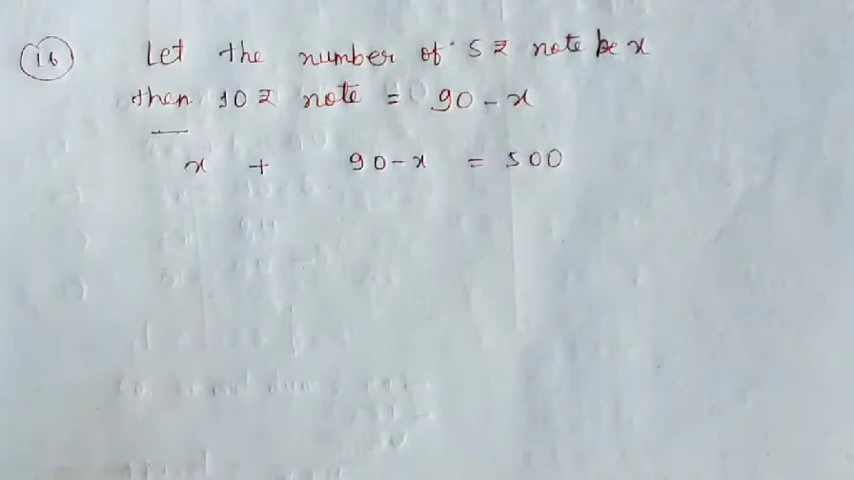 16 Let the number of 5 ₹ note be x
then 10 ₹ note = 90 - x
x + 90 - x = 500